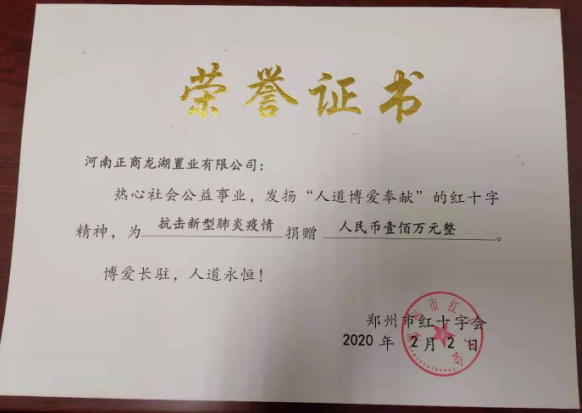 荣誉证书
河南正商龙湖置业有限公司：
热心社会公益事业，发扬“人道博爱奉献”的红十字
精神，为抗击新型肺炎疫情捐赠人民币壹佰万元整。
博爱长驻，人道永恒！
郑州市红十字会
2020年2月2日